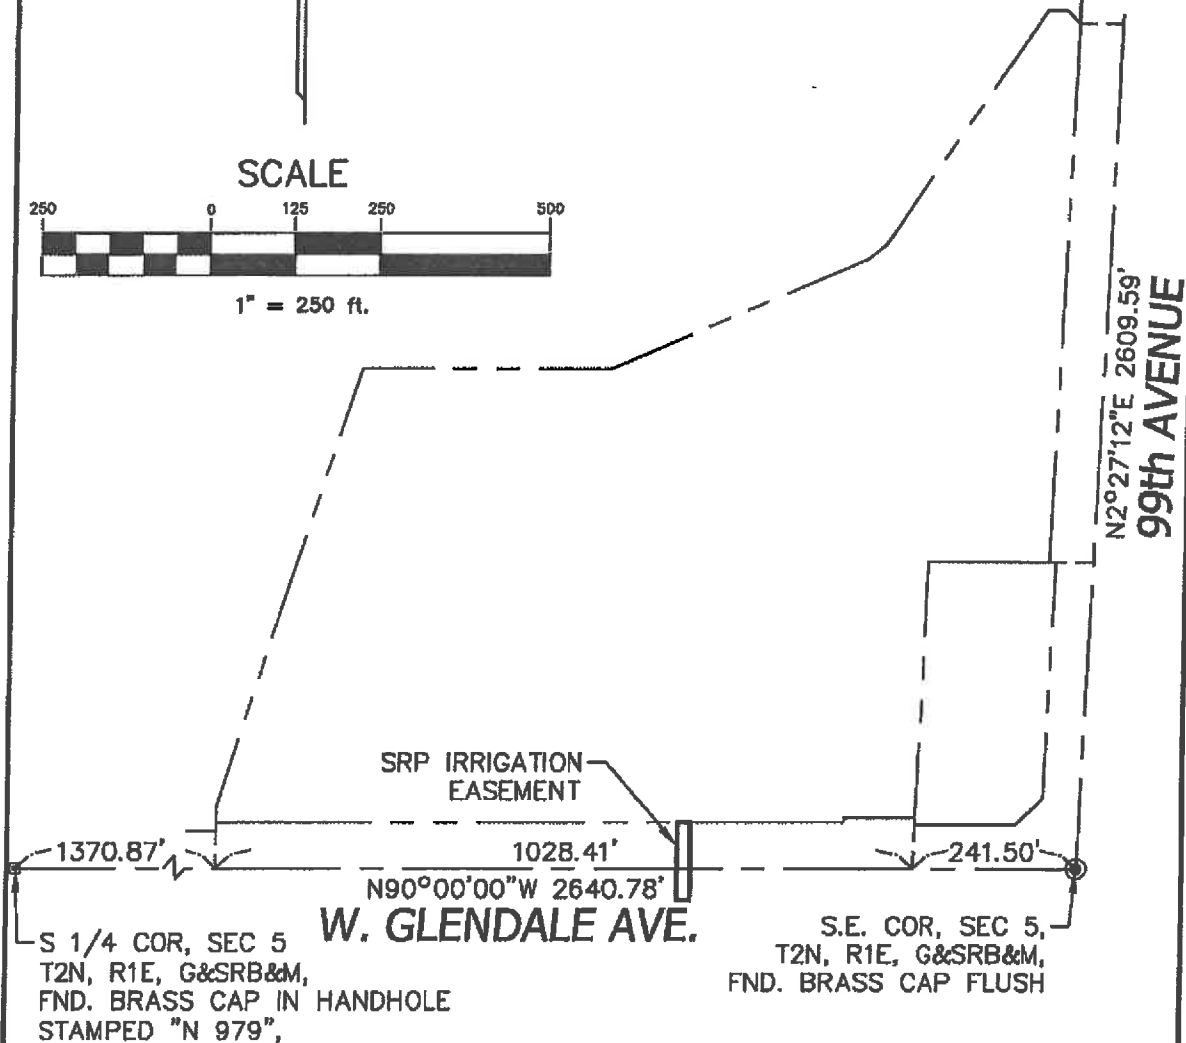 SCALE
250 0 125 250 500
1" = 250 ft.
N2°27'12"E 2609.59'
99th AVENUE
SRP IRRIGATION
EASEMENT
1370.87' 1028.41' 241.50'
N90°00'00"W 2640.78'
W. GLENDALE AVE.
S 1/4 COR, SEC 5
T2N, R1E, G&SRB&M,
FND. BRASS CAP IN HANDHOLE
STAMPED "N 979",
S.E. COR, SEC 5,
T2N, R1E, G&SRB&M,
FND. BRASS CAP FLUSH